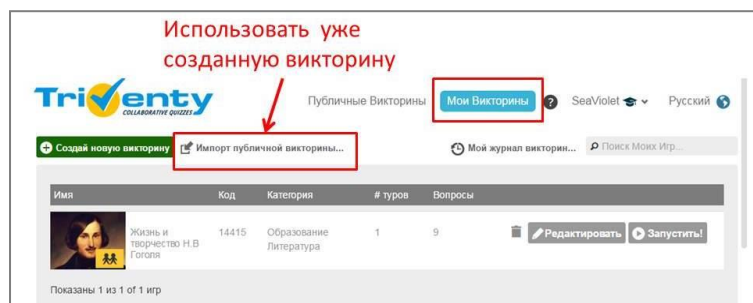 Использовать уже
созданную викторину
Triventy
COLLABORATIVE QUIZZES
Публичные Викторины Мои Викторины ? SeaViolet Русский
Создай новую викторину Импорт публичной викторины... Мой журнал викторин... Поиск Моих Игр...
Имя Код Категория # туров Вопросы
Жизнь и
творчество Н.В
Гоголя
14415 Образование
Литература
1 9 Редактировать Запустить!
Показаны 1 из 1 of 1 игр